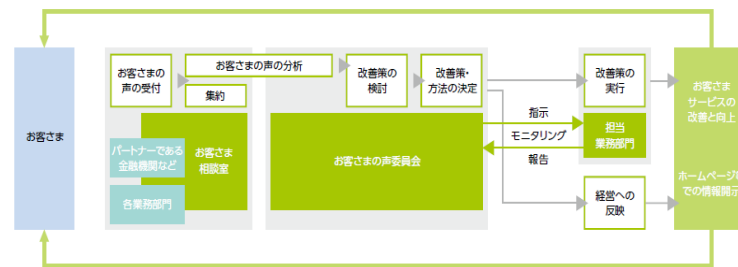 お客さま
お客さまの
声の受付
お客さまの声の分析
集約
パートナーである
金融機関など
お客さま
相談室
各業務部門
改善策の
検討
改善策・
方法の決定
お客さまの声委員会
指示
モニタリング
報告
改善策の
実行
担当
業務部門
経営への
反映
お客さま
サービスの
改善と向上
ホームページ
での情報開示